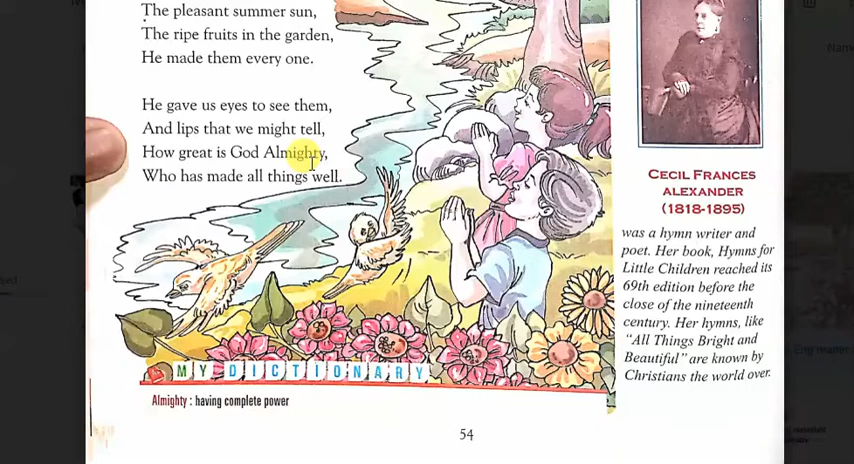 The pleasant summer sun,
The ripe fruits in the garden,
He made them every one.
He gave us eyes to see them,
And lips that we might tell,
How great is God Almighty,
Who has made all things well.
MY DICTIONARY
Almighty : having complete power
54
CECIL FRANCES
ALEXANDER
(1818-1895)
was a hymn writer and
poet. Her book, Hymns for
Little Children reached its
69th edition before the
close of the nineteenth
century. Her hymns, like
"All Things Bright and
Beautiful" are known by
Christians the world over.